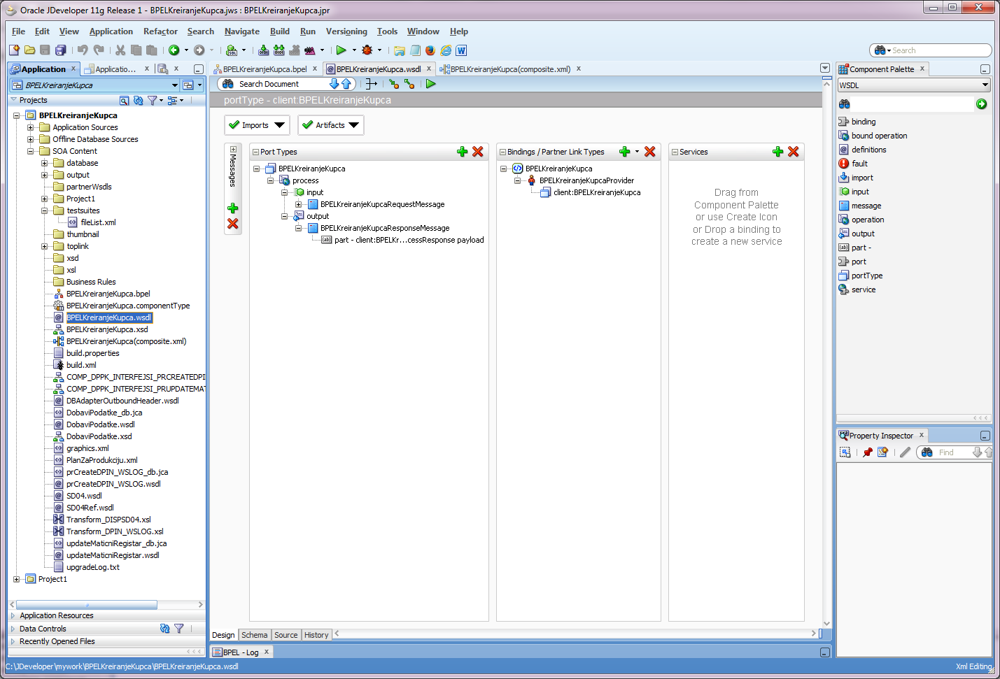 Oracle JDeveloper 11g Release 1 - BPELKreiranjeKupca.jws : BPELKreiranjeKupca.jpr
File Edit View Application Refactor Search Navigate Build Run Versioning Tools Window Help
Search
Application
Applicatio...
BPELKreiranjeKupca.bpel
BPELKreiranjeKupca.wsdl
BPELKreiranjeKupca(composite.xml)
BPELKreiranjeKupca
Projects
BPELKreiranjeKupca
Application Sources
Offline Database Sources
SOA Content
database
output
partnerWsdls
Project1
testsuites
fileList.xml
thumbnail
toplink
xsd
xsl
Business Rules
BPELKreiranjeKupca.bpel
BPELKreiranjeKupca.componentType
BPELKreiranjeKupca.wsdl
BPELKreiranjeKupca.xsd
BPELKreiranjeKupca(composite.xml)
build.properties
build.xml
COMP_DPPK_INTERFEJSI_PRCREATEDPI
COMP_DPPK_INTERFEJSI_PRUPDATEMAT
DBAdapterOutboundHeader.wsdl
DobaviPodatke_db.jca
DobaviPodatke.wsdl
DobaviPodatke.xsd
graphics.xml
PlanZaProdukciju.xml
prCreateDPIN_WSLOG_db.jca
prCreateDPIN_WSLOG.wsdl
SD04.wsdl
SD04Ref.wsdl
Transform_DISPSD04.xsl
Transform_DPIN_WSLOG.xsl
updateMaticniRegistar_db.jca
updateMaticniRegistar.wsdl
upgradeLog.txt
Project1
Application Resources
Data Controls
Recently Opened Files
Search Document
portType - client:BPELKreiranjeKupca
Imports
Artifacts
Messages
Port Types
BPELKreiranjeKupca
process
input
BPELKreiranjeKupcaRequestMessage
output
BPELKreiranjeKupcaResponseMessage
part - client:BPELKr...cessResponse payload
Bindings / Partner Link Types
BPELKreiranjeKupca
BPELKreiranjeKupcaProvider
client:BPELKreiranjeKupca
Services
Drag from
Component Palette
or use Create Icon
or Drop a binding to
create a new service
Design Schema Source History
BPEL - Log
Component Palette
WSDL
binding
bound operation
definitions
fault
import
input
message
operation
output
part -
port
portType
service
Property Inspector
Find
C:\JDeveloper\mywork\BPELKreiranjeKupca\BPELKreiranjeKupca.wsdl
Xml Editing